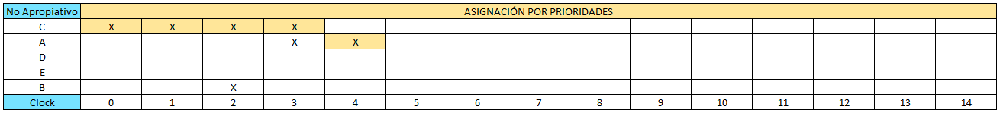 No Apropiativo ASIGNACIÓN POR PRIORIDADES
C X X X X
A X X
D
E
B X
Clock 0 1 2 3 4 5 6 7 8 9 10 11 12 13 14